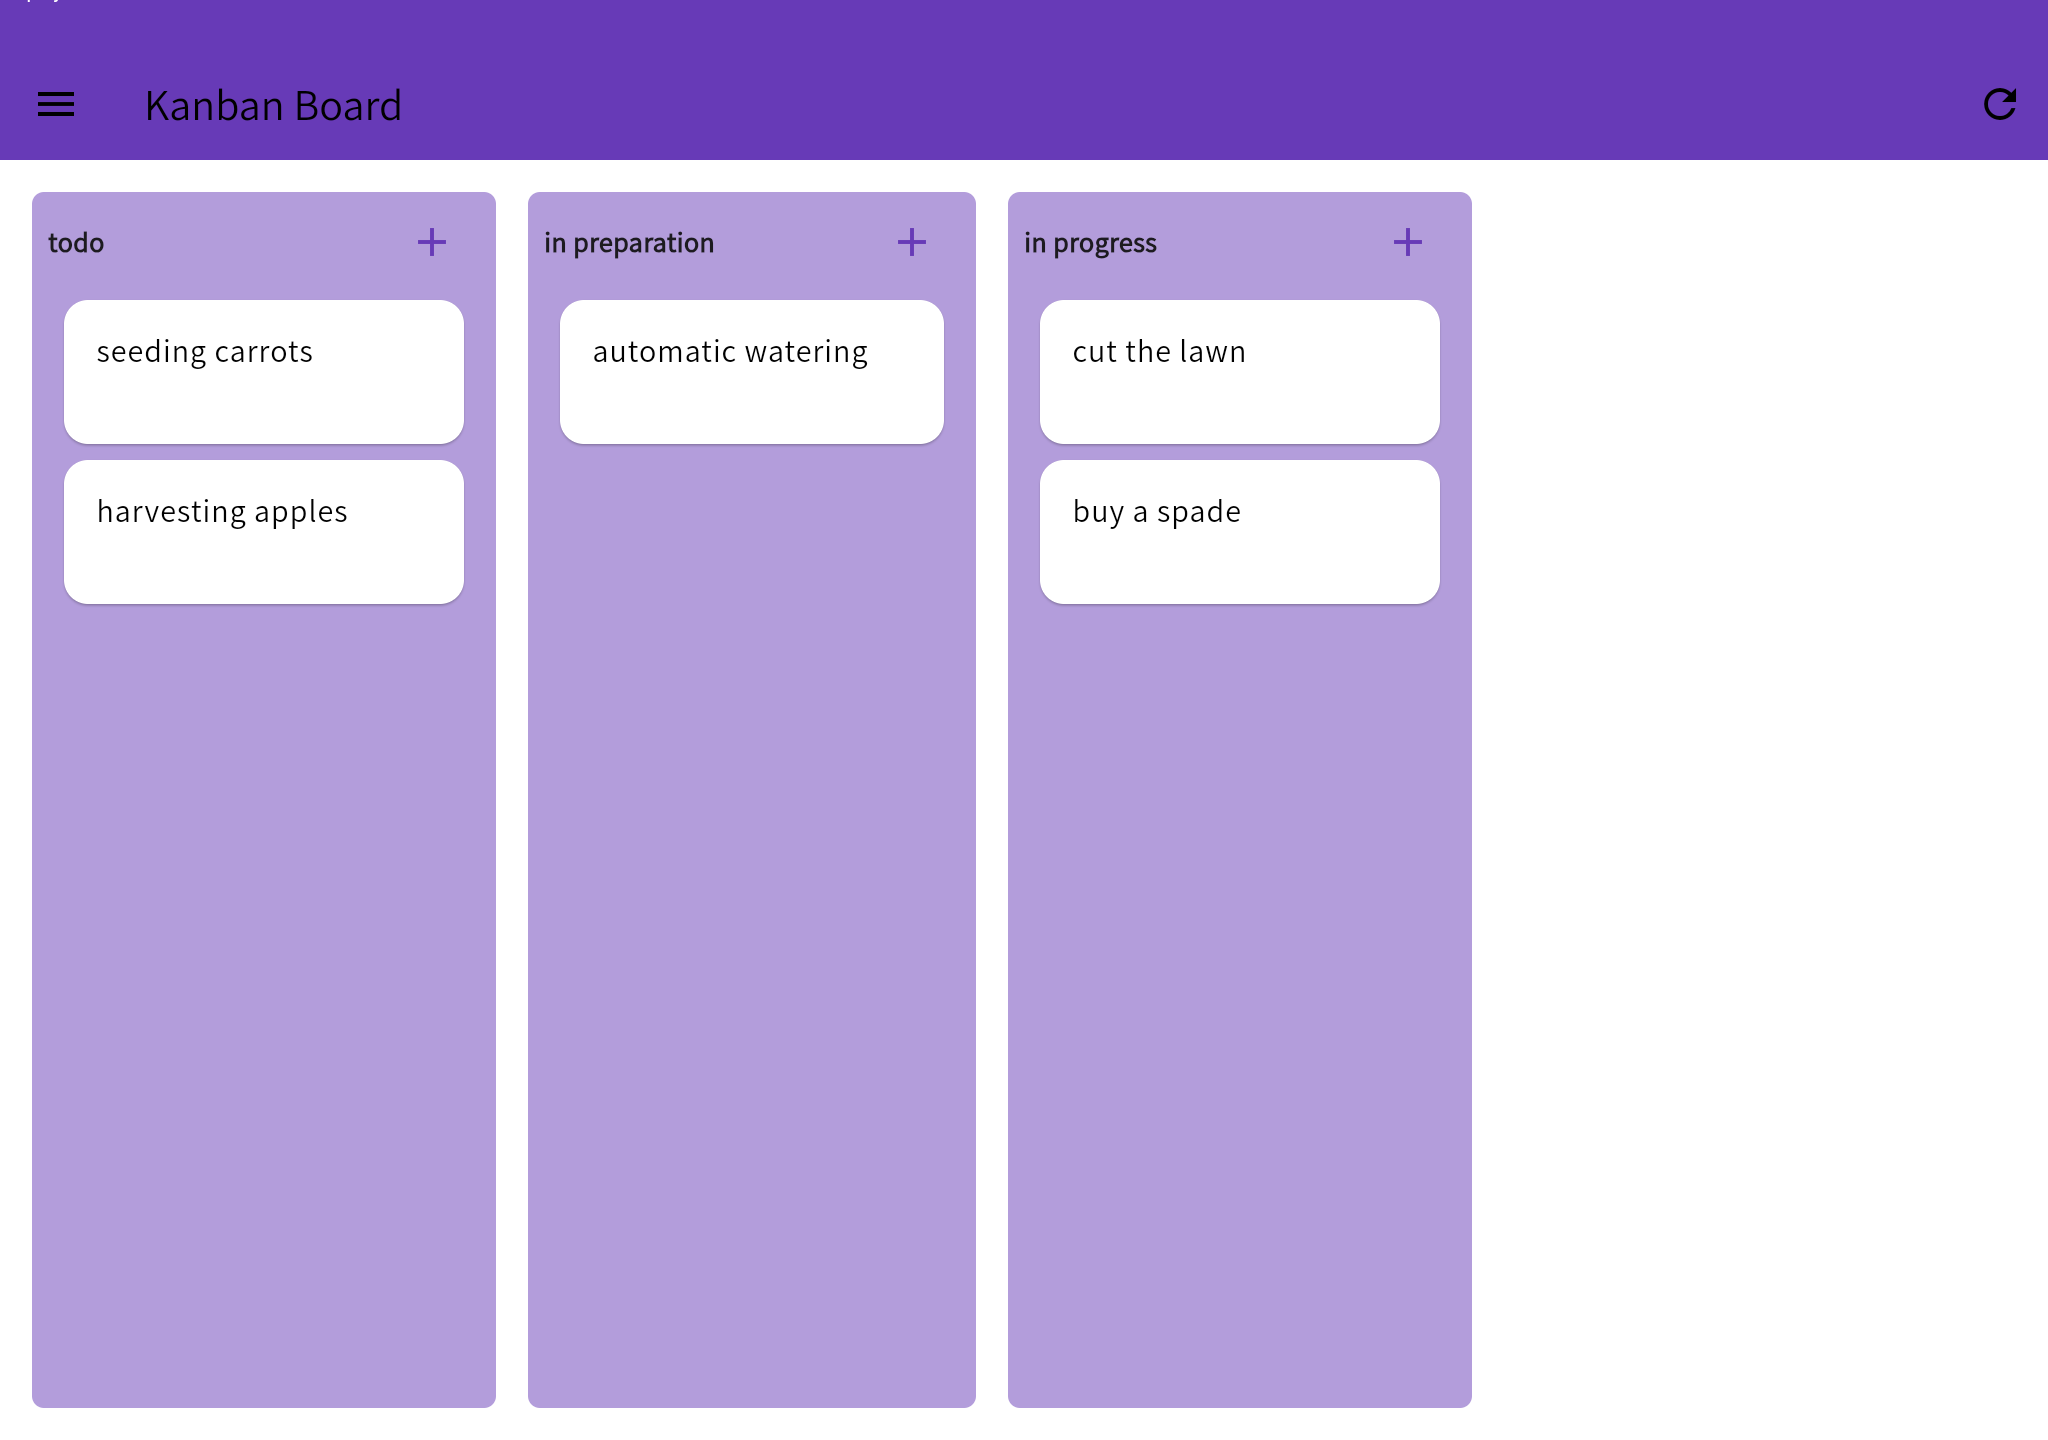 Kanban Board
todo
seeding carrots
harvesting apples
in preparation
automatic watering
in progress
cut the lawn
buy a spade